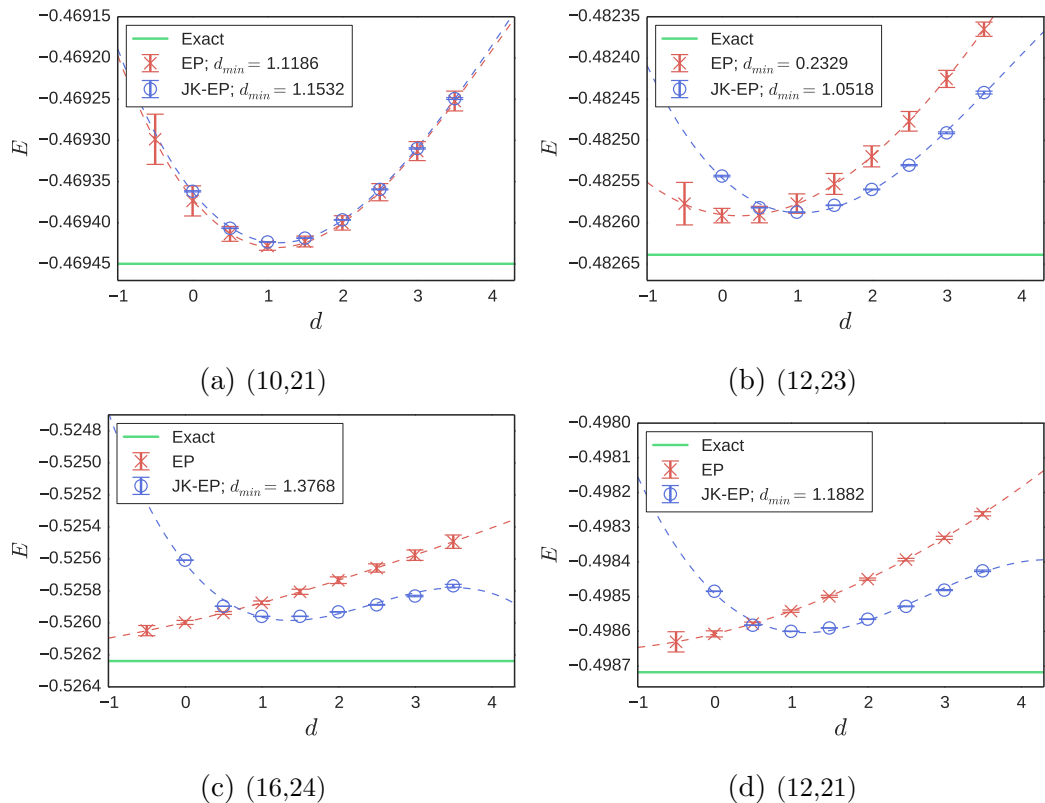 −0.46915
−0.46920
−0.46925
−0.46930
−0.46935
−0.46940
−0.46945
E
Exact
EP; d_min = 1.1186
JK-EP; d_min = 1.1532
−1 0 1 2 3 4
d
(a) (10,21)
−0.48235
−0.48240
−0.48245
−0.48250
−0.48255
−0.48260
−0.48265
E
Exact
EP; d_min = 0.2329
JK-EP; d_min = 1.0518
−1 0 1 2 3 4
d
(b) (12,23)
−0.5248
−0.5250
−0.5252
−0.5254
−0.5256
−0.5258
−0.5260
−0.5262
−0.5264
E
Exact
EP
JK-EP; d_min = 1.3768
−1 0 1 2 3 4
d
(c) (16,24)
−0.4980
−0.4981
−0.4982
−0.4983
−0.4984
−0.4985
−0.4986
−0.4987
E
Exact
EP
JK-EP; d_min = 1.1882
−1 0 1 2 3 4
d
(d) (12,21)